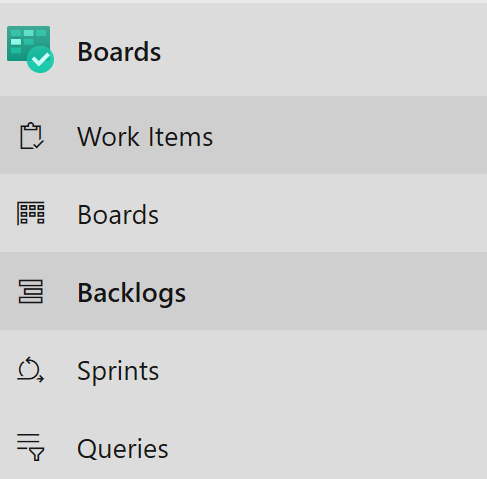 Boards
Work Items
Boards
Backlogs
Sprints
Queries